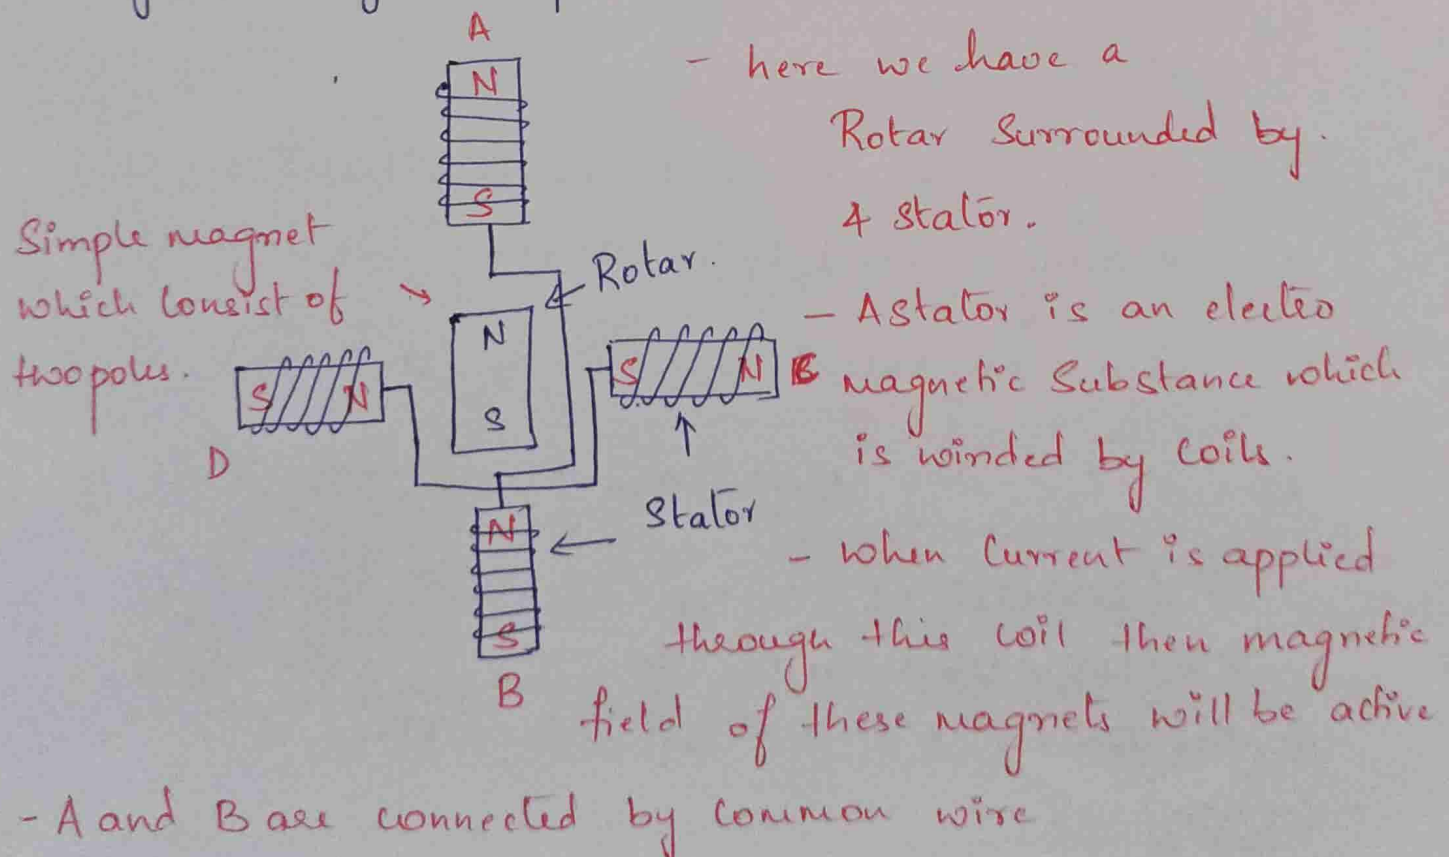 A
N
- here we have a
Rotar Surrounded by.
4 stator.
S
Simple magnet
which Consist of
two poles.
Rotar.
N
S
- A stator is an electro
magnetic Substance which
is winded by Coils.
S N
D
S N
Stator
N
S
B
- when Current is applied
through this coil then magnetic
field of these magnets will be active
- A and B are connected by Common wire